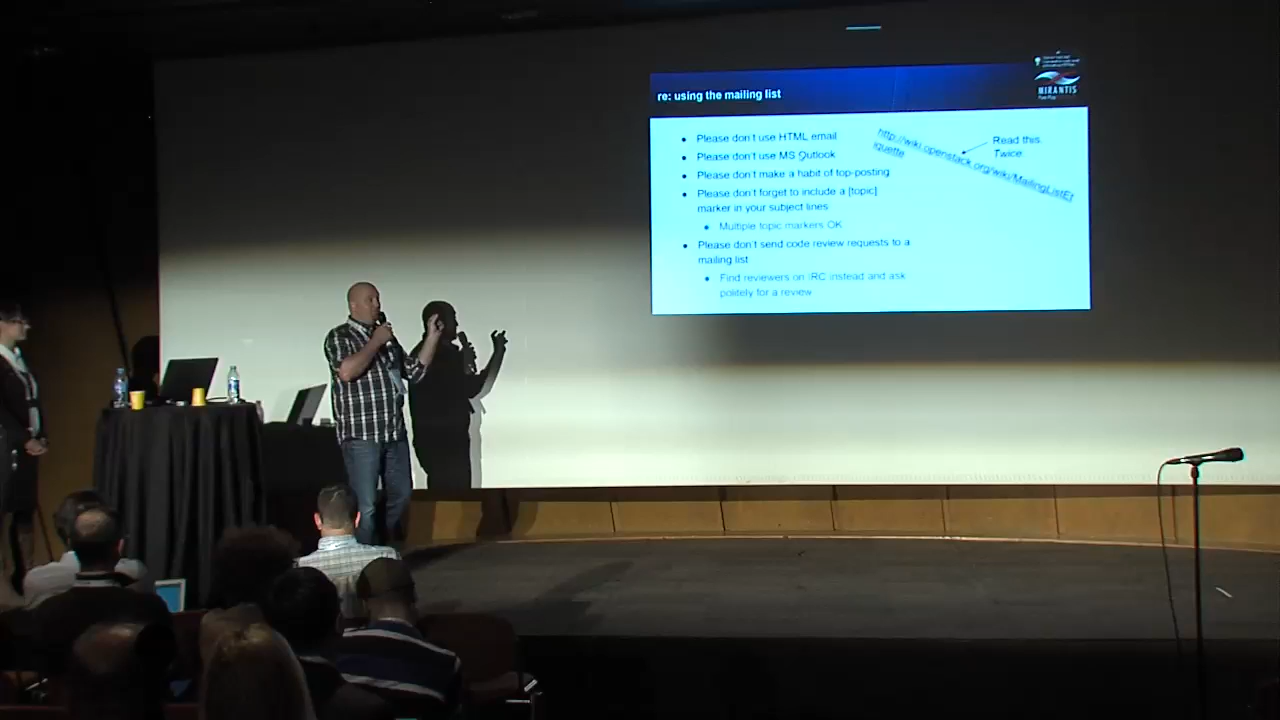 re: using the mailing list
MIRANTIS
Please don't use HTML email
Please don't use MS Outlook
Please don't make a habit of top-posting
Please don't forget to include a [topic]
marker in your subject lines
Multiple topic markers OK
Please don't send code review requests to a
mailing list
Find reviewers on IRC instead and ask
politely for a review
http://wiki.openstack.org/wiki/MailingListEt
iquette
Read this.
Twice.